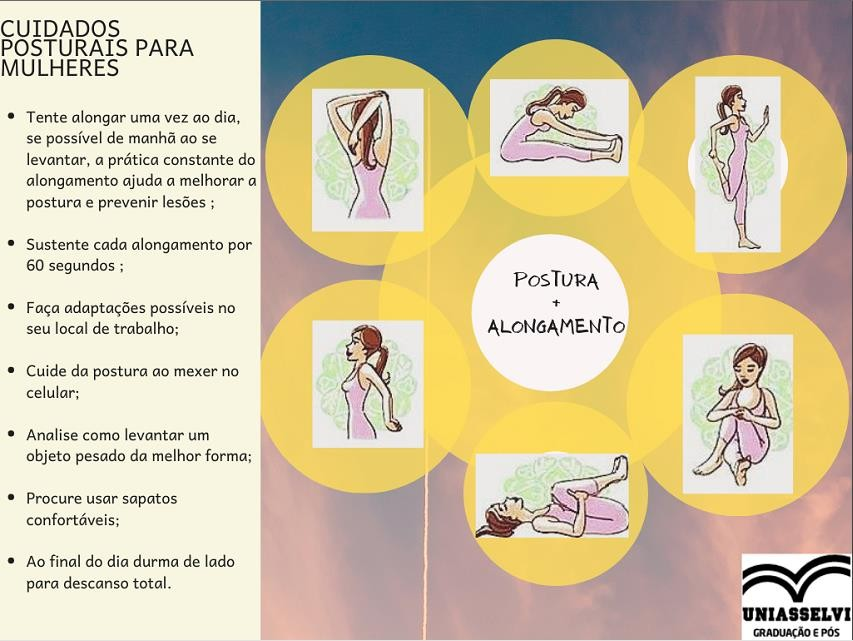 CUIDADOS
POSTURAIS PARA
MULHERES
• Tente alongar uma vez ao dia,
se possível de manhã ao se
levantar, a prática constante do
alongamento ajuda a melhorar a
postura e prevenir lesões ;
• Sustente cada alongamento por
60 segundos ;
• Faça adaptações possíveis no
seu local de trabalho;
• Cuide da postura ao mexer no
celular;
• Analise como levantar um
objeto pesado da melhor forma;
• Procure usar sapatos
confortáveis;
• Ao final do dia durma de lado
para descanso total.
POSTURA
+
ALONGAMENTO
UNIASSELVI
GRADUAÇÃO E PÓS